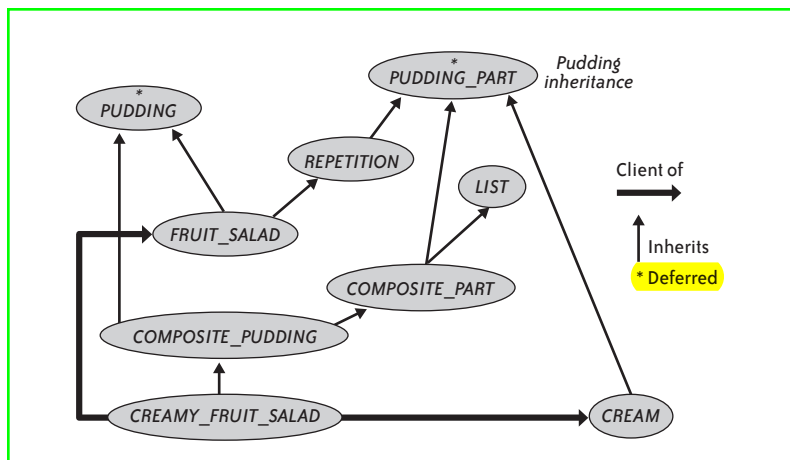 *
PUDDING_PART
Pudding
inheritance
*
PUDDING
REPETITION
LIST
Client of
FRUIT_SALAD
Inherits
* Deferred
COMPOSITE_PART
COMPOSITE_PUDDING
CREAMY_FRUIT_SALAD
CREAM